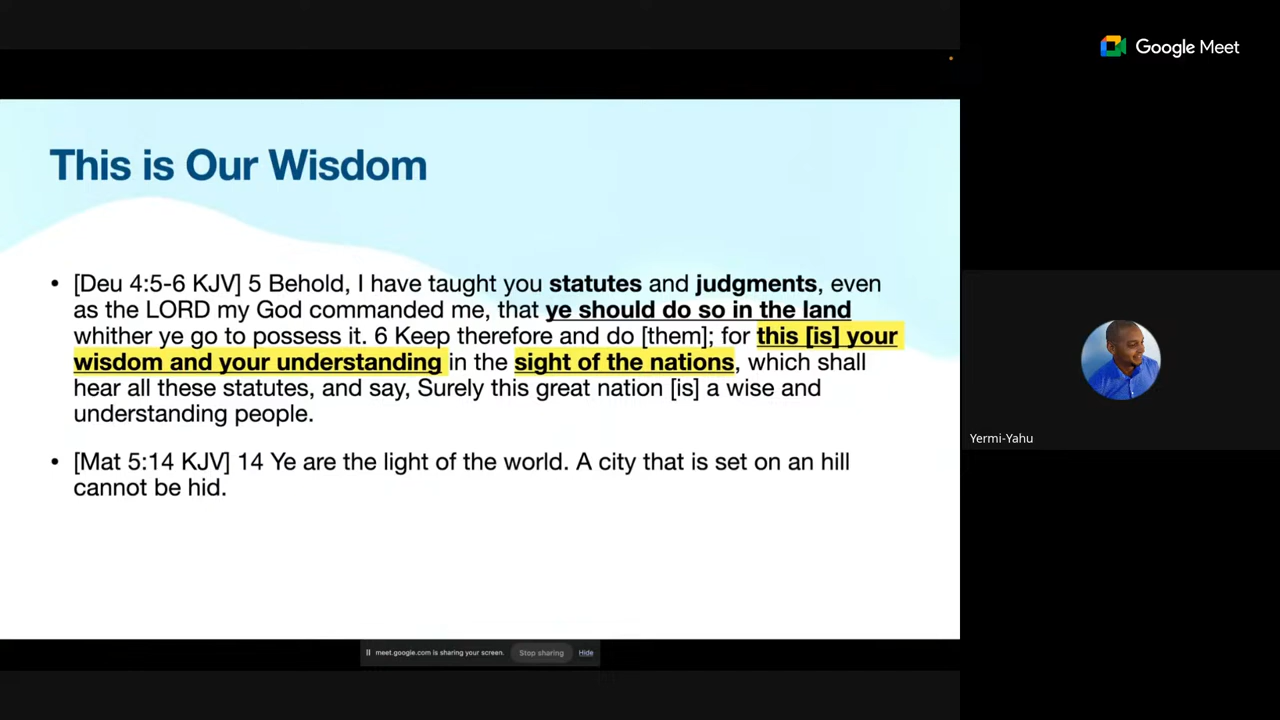 Google Meet
This is Our Wisdom
• [Deu 4:5-6 KJV] 5 Behold, I have taught you statutes and judgments, even
as the LORD my God commanded me, that ye should do so in the land
whither ye go to possess it. 6 Keep therefore and do [them]; for this [is] your
wisdom and your understanding in the sight of the nations, which shall
hear all these statutes, and say, Surely this great nation [is] a wise and
understanding people.
• [Mat 5:14 KJV] 14 Ye are the light of the world. A city that is set on an hill
cannot be hid.
Yermi-Yahu
meet.google.com is sharing your screen. Stop sharing Hide